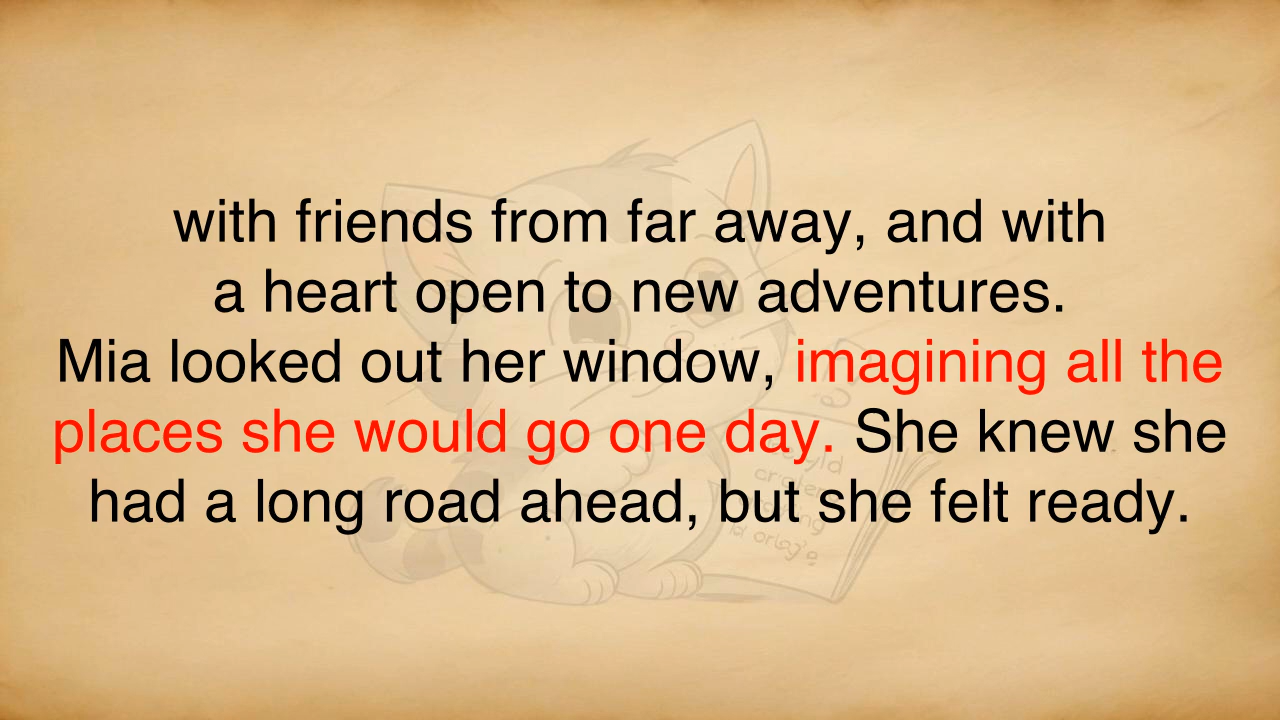 with friends from far away, and with
a heart open to new adventures.
Mia looked out her window, imagining all the
places she would go one day. She knew she
had a long road ahead, but she felt ready.